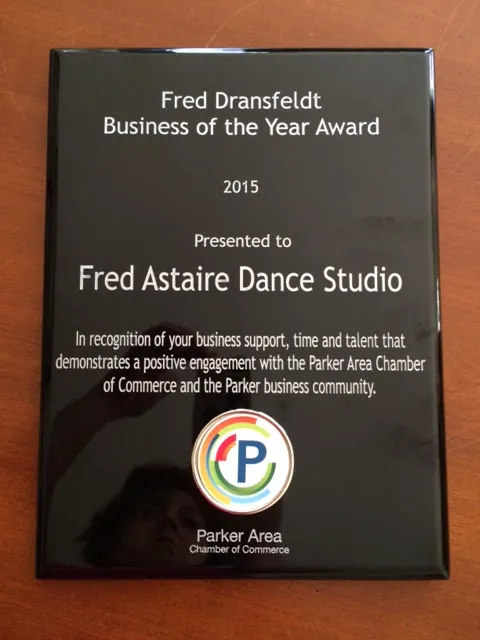 Fred Dransfeldt
Business of the Year Award
2015
Presented to
Fred Astaire Dance Studio
In recognition of your business support, time and talent that
demonstrates a positive engagement with the Parker Area Chamber
of Commerce and the Parker business community.
P
Parker Area
Chamber of Commerce